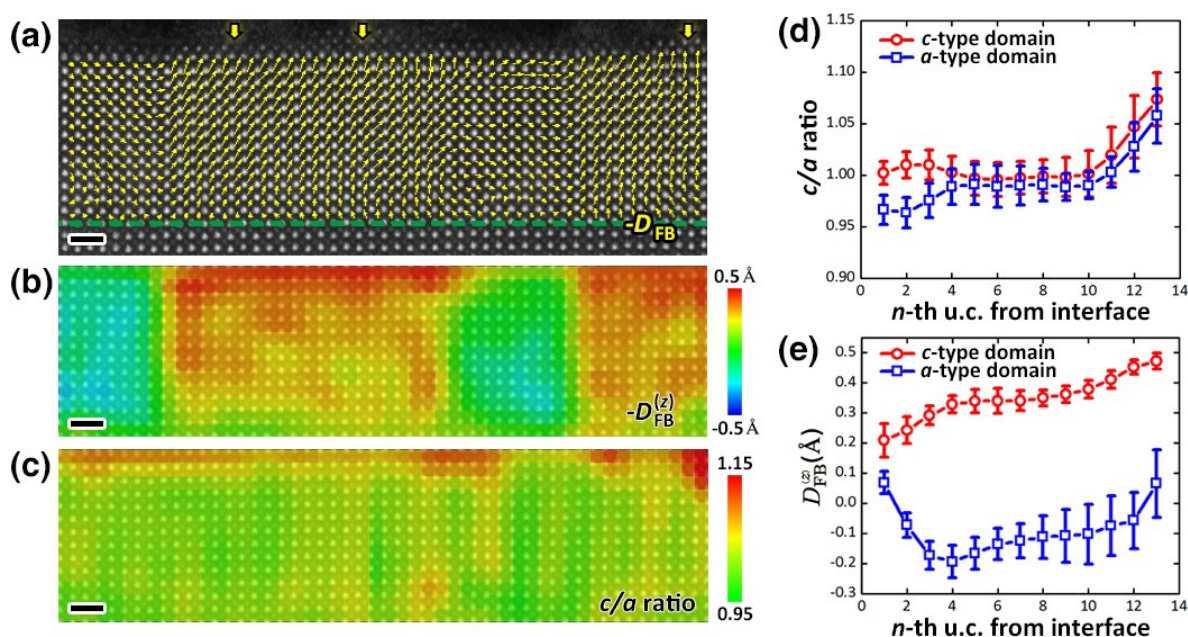 (a)
-D FB
(b)
0.5 Å
-D(z)FB
-0.5 Å
(c)
1.15
c/a ratio
0.95
(d)
1.15
1.10
1.05
1.00
0.95
0.90
c/a ratio
c-type domain
a-type domain
0 2 4 6 8 10 12 14
n-th u.c. from interface
(e)
0.5
0.4
0.3
0.2
0.1
0.0
-0.1
-0.2
-0.3
D(z)FB (Å)
c-type domain
a-type domain
0 2 4 6 8 10 12 14
n-th u.c. from interface